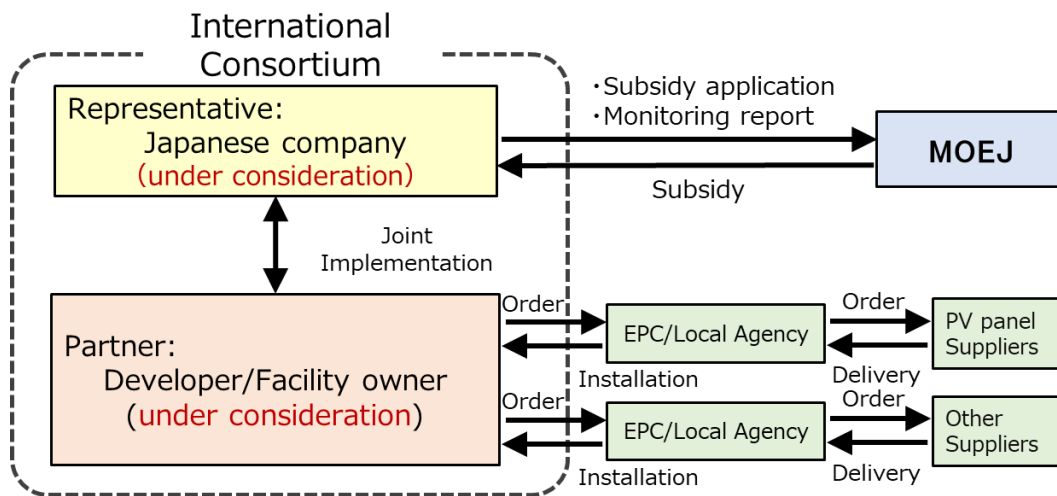 International
Consortium
Representative:
Japanese company
(under consideration)
・Subsidy application
・Monitoring report
MOEJ
Subsidy
Joint
Implementation
Partner:
Developer/Facility owner
(under consideration)
Order
EPC/Local Agency
Order
PV panel
Suppliers
Installation
Delivery
Order
EPC/Local Agency
Order
Other
Suppliers
Installation
Delivery